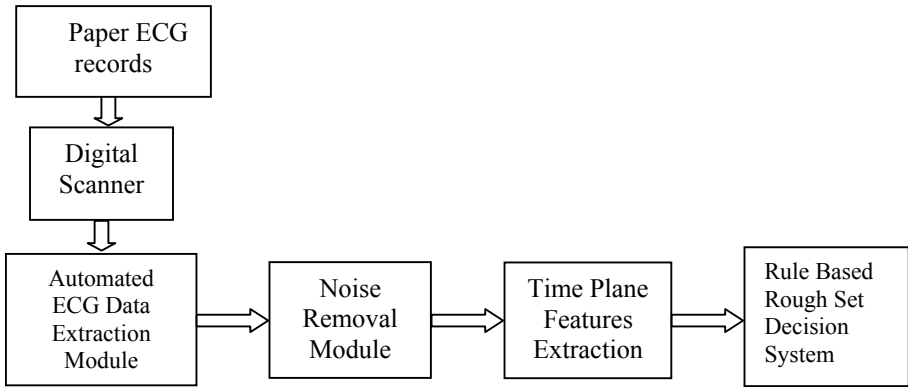 Paper ECG
records
Digital
Scanner
Automated
ECG Data
Extraction
Module
Noise
Removal
Module
Time Plane
Features
Extraction
Rule Based
Rough Set
Decision
System